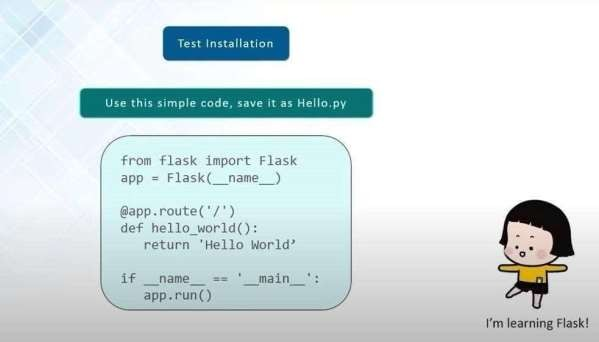 Test Installation
Use this simple code, save it as Hello.py
from flask import Flask
app = Flask(__name__)
@app.route('/')
def hello_world():
return 'Hello World’
if __name__ == '__main__':
app.run()
I’m learning Flask!